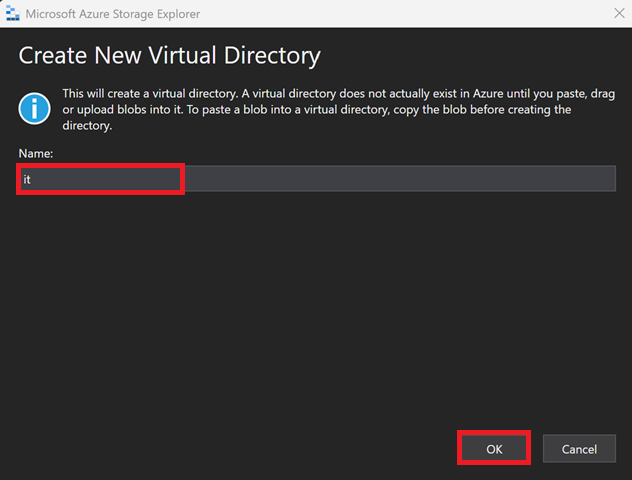 Microsoft Azure Storage Explorer
Create New Virtual Directory
This will create a virtual directory. A virtual directory does not actually exist in Azure until you paste, drag
or upload blobs into it. To paste a blob into a virtual directory, copy the blob before creating the
directory.
Name:
it
OK
Cancel